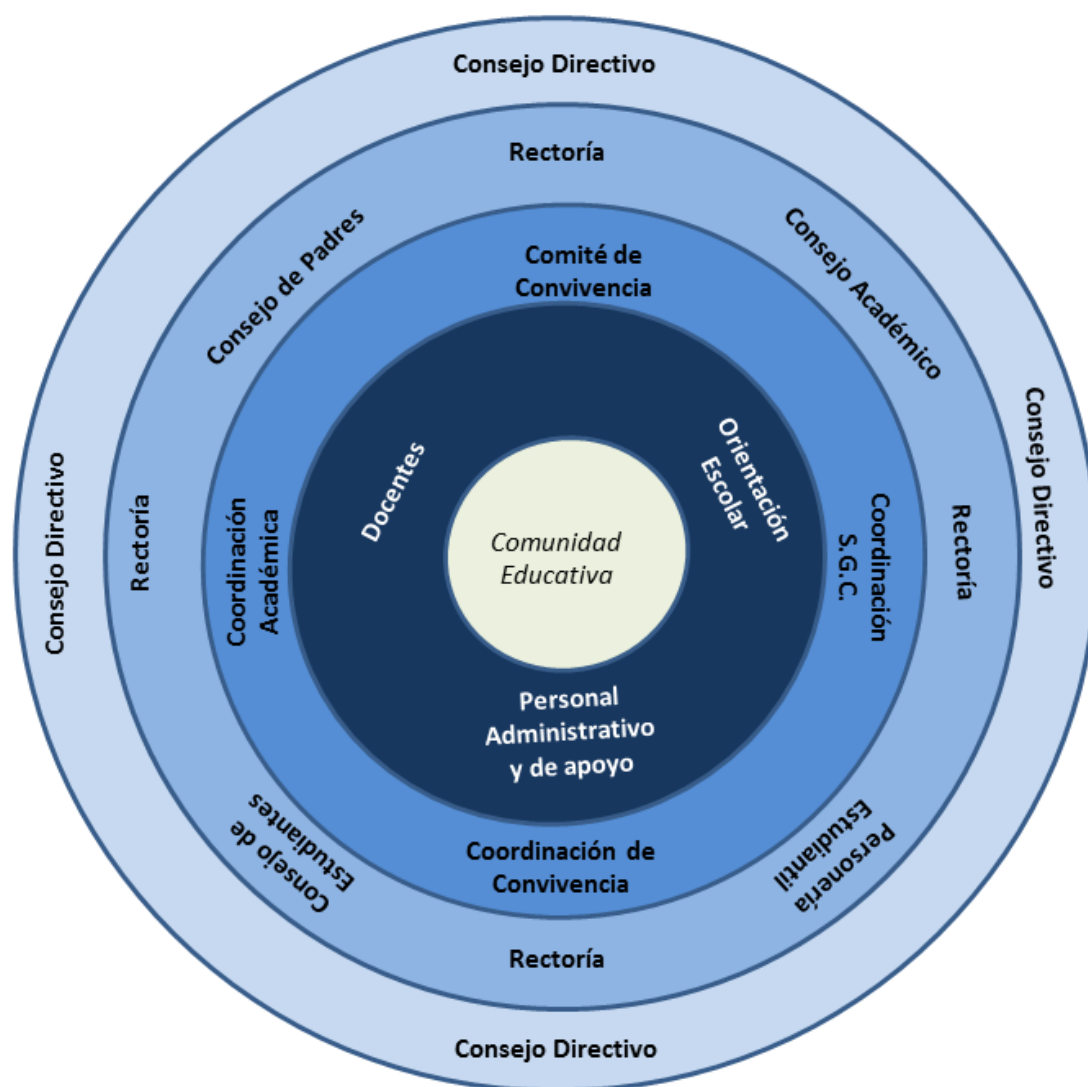 Consejo Directivo
Rectoría
Consejo de Padres
Consejo Académico
Comité de
Convivencia
Consejo Directivo
Rectoría
Coordinación
Académica
Docentes
Comunidad
Educativa
Orientación
Escolar
Coordinación
S.G.C.
Rectoría
Consejo Directivo
Personal
Administrativo
y de apoyo
Coordinación de
Convivencia
Consejo de
Estudiantes
Personería
Estudiantil
Rectoría
Consejo Directivo